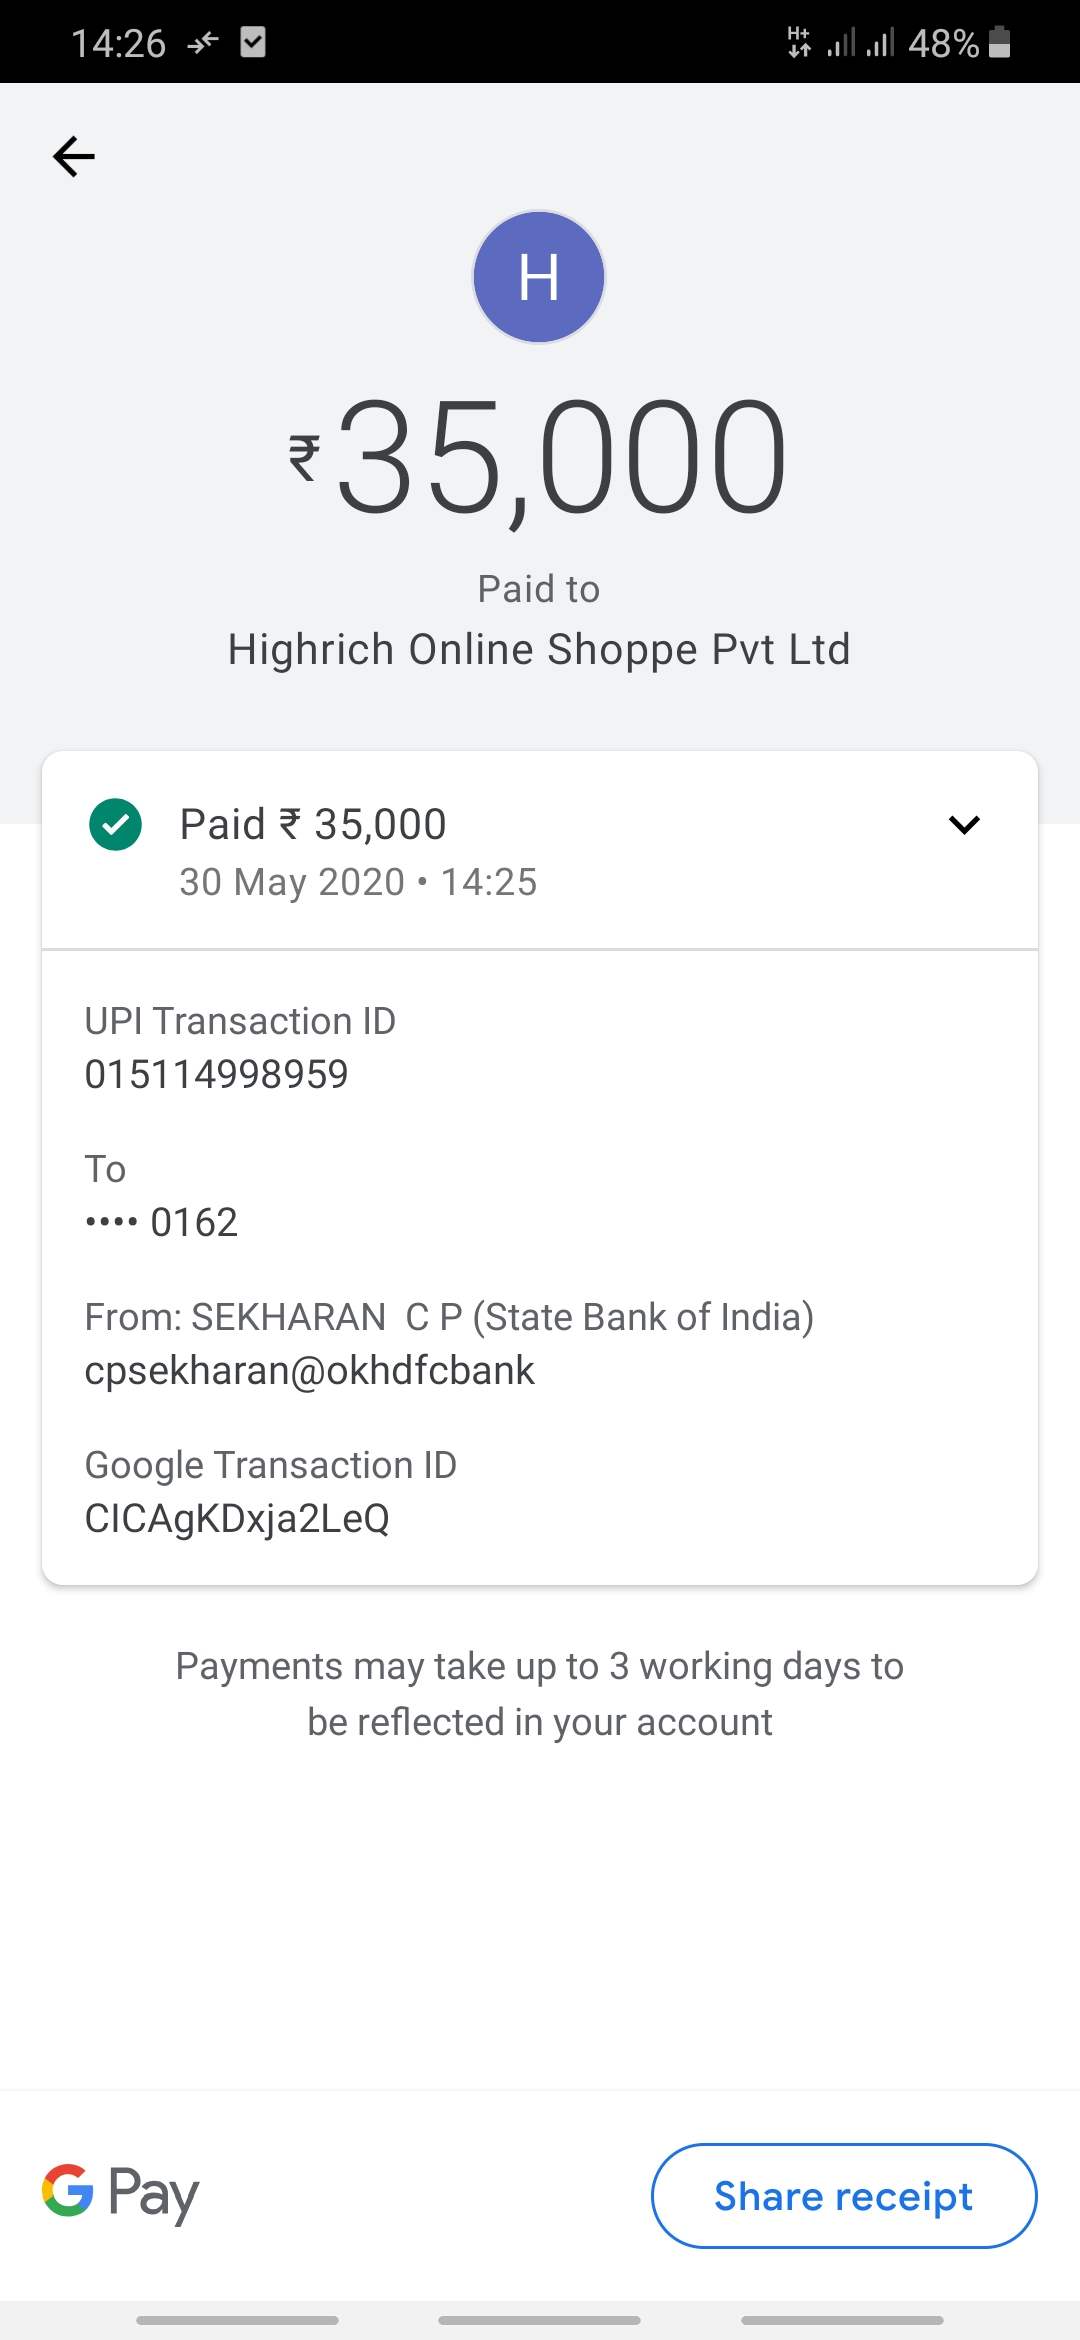 14:26 H+ 48%
H
₹35,000
Paid to
Highrich Online Shoppe Pvt Ltd
Paid ₹ 35,000
30 May 2020 • 14:25
UPI Transaction ID
015114998959
To
•••• 0162
From: SEKHARAN  C P (State Bank of India)
cpsekharan@okhdfcbank
Google Transaction ID
CICAgKDxja2LeQ
Payments may take up to 3 working days to
be reflected in your account
G Pay Share receipt